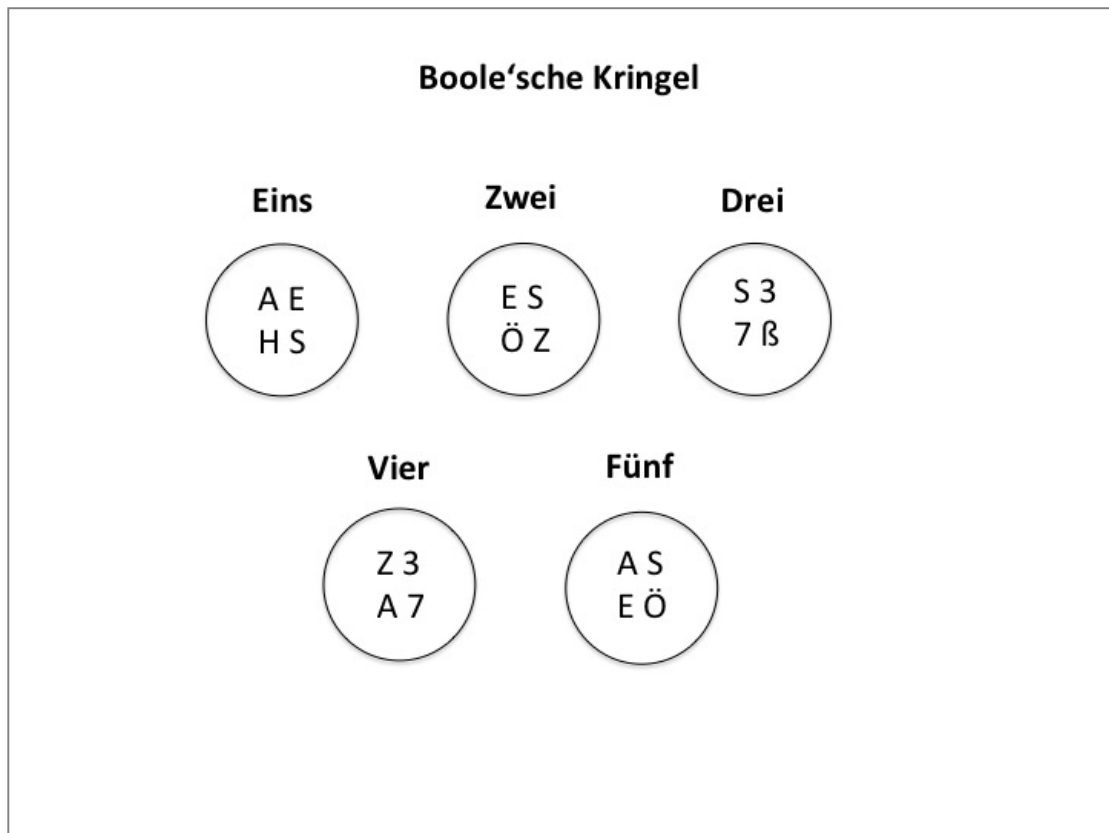 Boole‘sche Kringel
Eins
Zwei
Drei
A E
H S
E S
Ö Z
S 3
7 ß
Vier
Fünf
Z 3
A 7
A S
E Ö